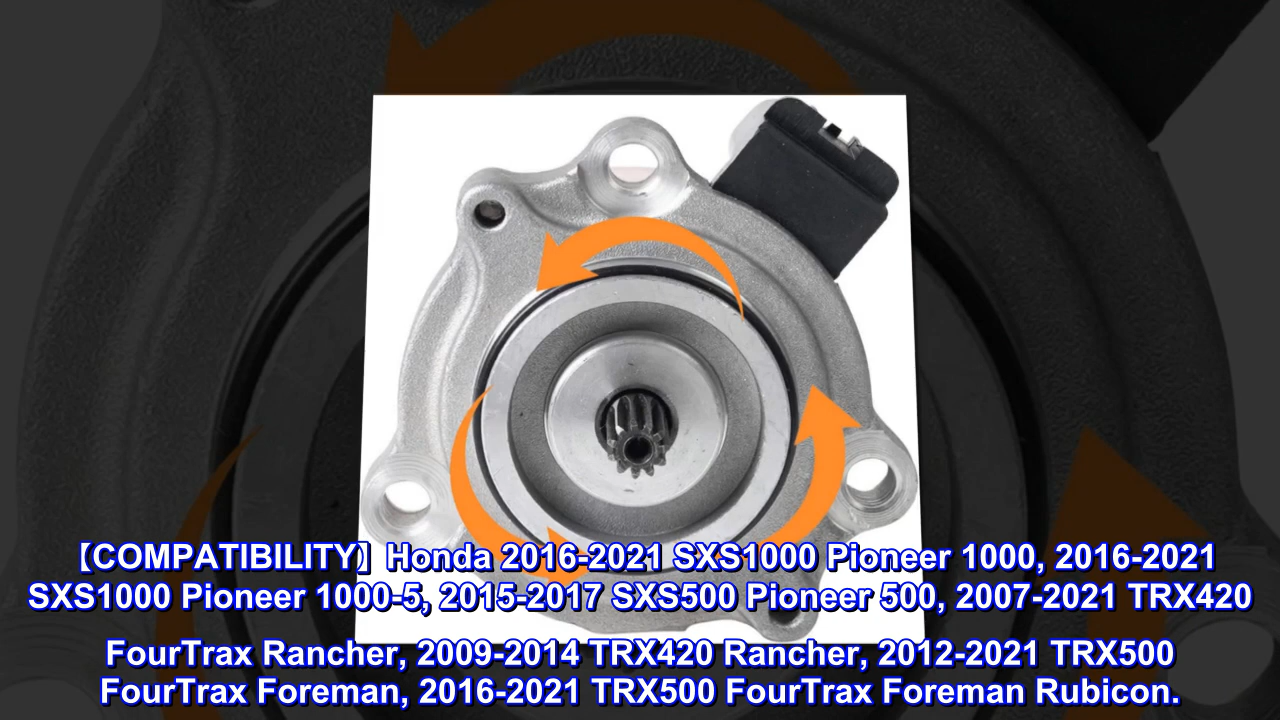 【COMPATIBILITY】Honda 2016-2021 SXS1000 Pioneer 1000, 2016-2021
SXS1000 Pioneer 1000-5, 2015-2017 SXS500 Pioneer 500, 2007-2021 TRX420
FourTrax Rancher, 2009-2014 TRX420 Rancher, 2012-2021 TRX500
FourTrax Foreman, 2016-2021 TRX500 FourTrax Foreman Rubicon.